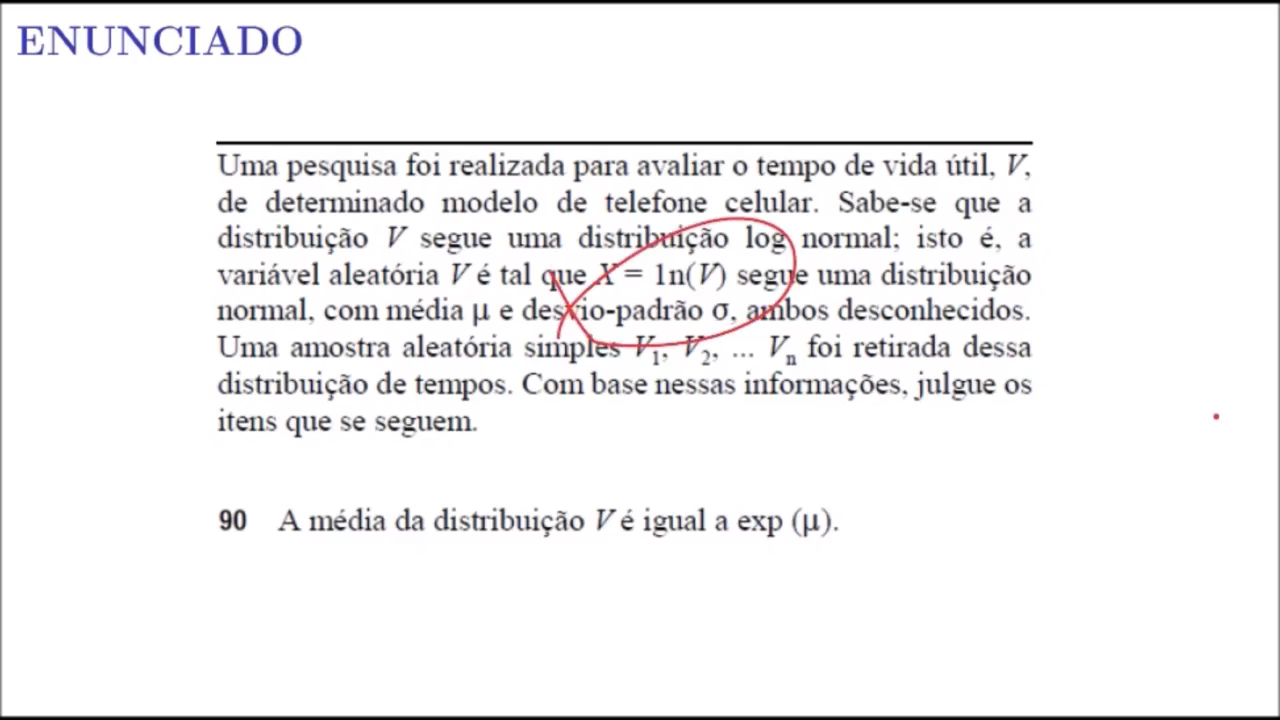 ENUNCIADO
Uma pesquisa foi realizada para avaliar o tempo de vida útil, V,
de determinado modelo de telefone celular. Sabe-se que a
distribuição V segue uma distribuição log normal; isto é, a
variável aleatória V é tal que X = 1n(V) segue uma distribuição
normal, com média μ e desvio-padrão σ, ambos desconhecidos.
Uma amostra aleatória simples V₁, V₂, ... Vₙ foi retirada dessa
distribuição de tempos. Com base nessas informações, julgue os
itens que se seguem.
90 A média da distribuição V é igual a exp (μ).